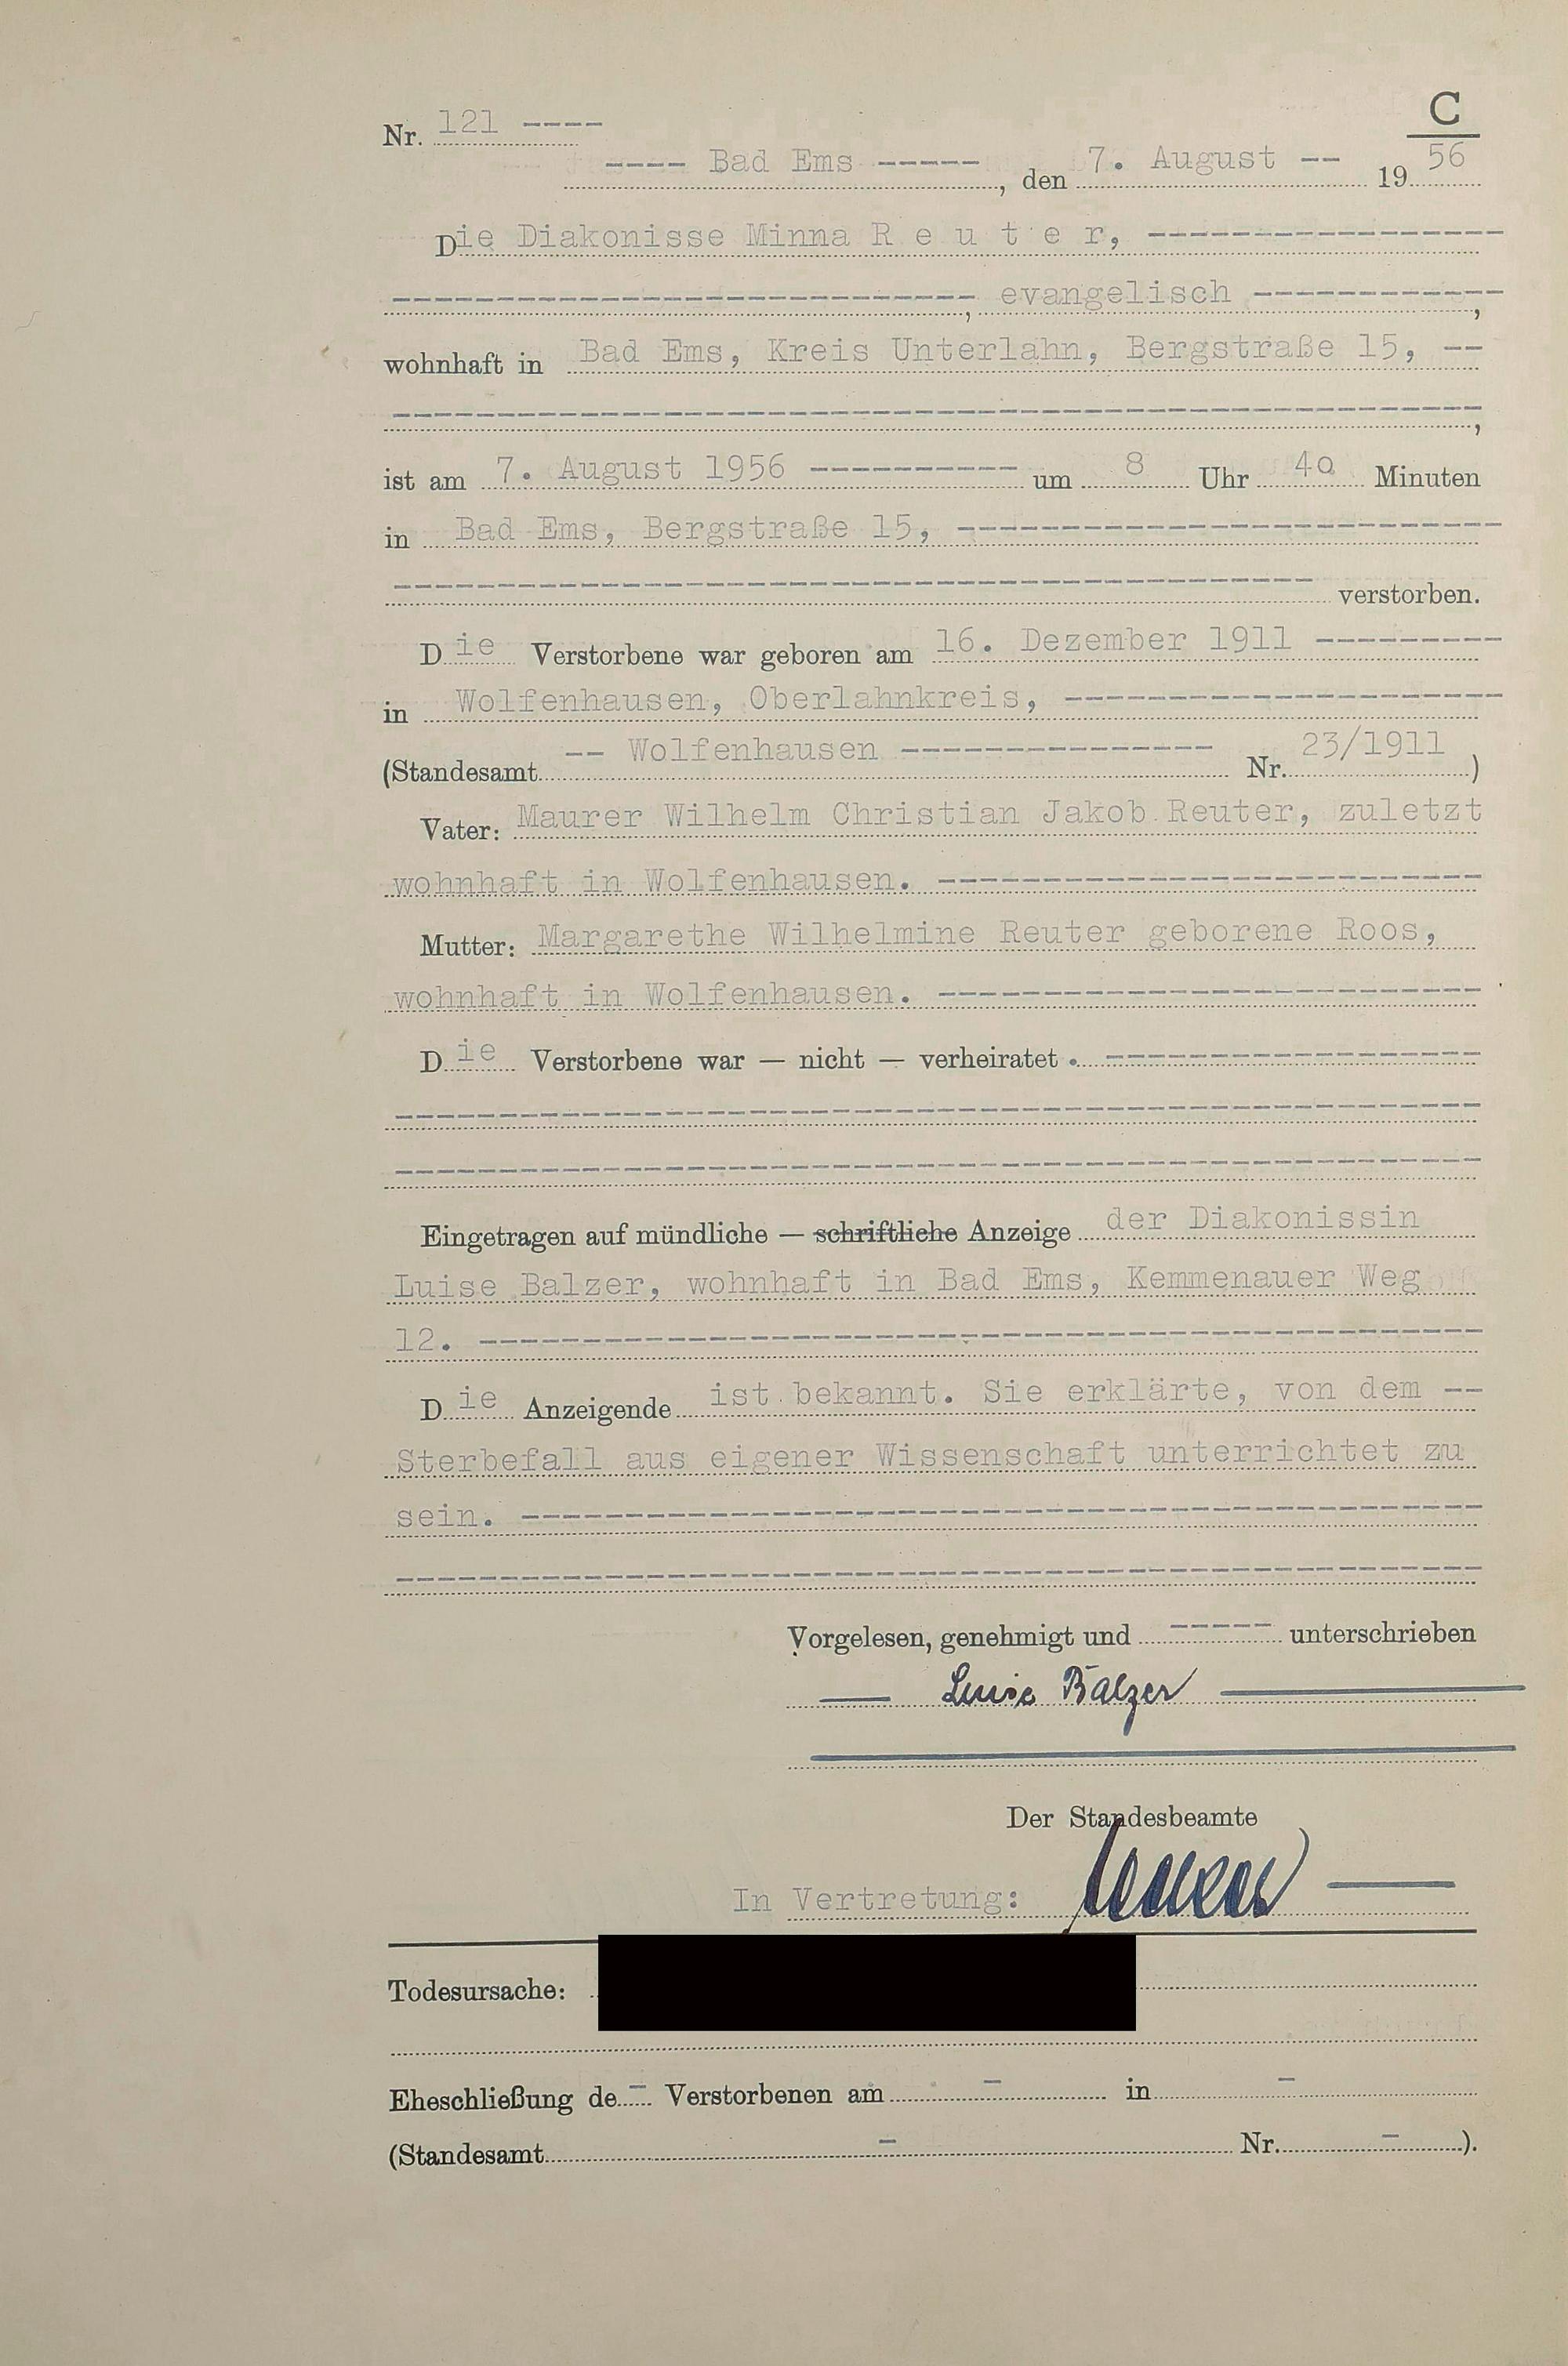 C
Nr. 121 ----
---- Bad Ems -----, den 7. August -- 1956
Die Diakonisse Minna R e u t e r, -----------------
----------------------------, evangelisch ------------,
wohnhaft in Bad Ems, Kreis Unterlahn, Bergstraße 15, --
----------------------------------------------------,
ist am 7. August 1956 ---------- um 8 Uhr 40 Minuten
in Bad Ems, Bergstraße 15, --------------------------
-------------------------------------------- verstorben.
Die Verstorbene war geboren am 16. Dezember 1911 ---------
in Wolfenhausen, Oberlahnkreis, ---------------------
(Standesamt -- Wolfenhausen --------------- Nr. 23/1911)
Vater: Maurer Wilhelm Christian Jakob Reuter, zuletzt
wohnhaft in Wolfenhausen. --------------------------
Mutter: Margarethe Wilhelmine Reuter geborene Roos,
wohnhaft in Wolfenhausen. --------------------------
Die Verstorbene war — nicht — verheiratet . ------------------
----------------------------------------------------
----------------------------------------------------
Eingetragen auf mündliche — schriftliche Anzeige der Diakonissin
Luise Balzer, wohnhaft in Bad Ems, Kemmenauer Weg
12. ------------------------------------------------
Die Anzeigende ist bekannt. Sie erklärte, von dem --
Sterbefall aus eigener Wissenschaft unterrichtet zu
sein. ----------------------------------------------
----------------------------------------------------
Vorgelesen, genehmigt und ----- unterschrieben
— Luise Balzer —
Der Standesbeamte
In Vertretung:
Todesursache:
Eheschließung de - Verstorbenen am - in -
(Standesamt - Nr. - ).